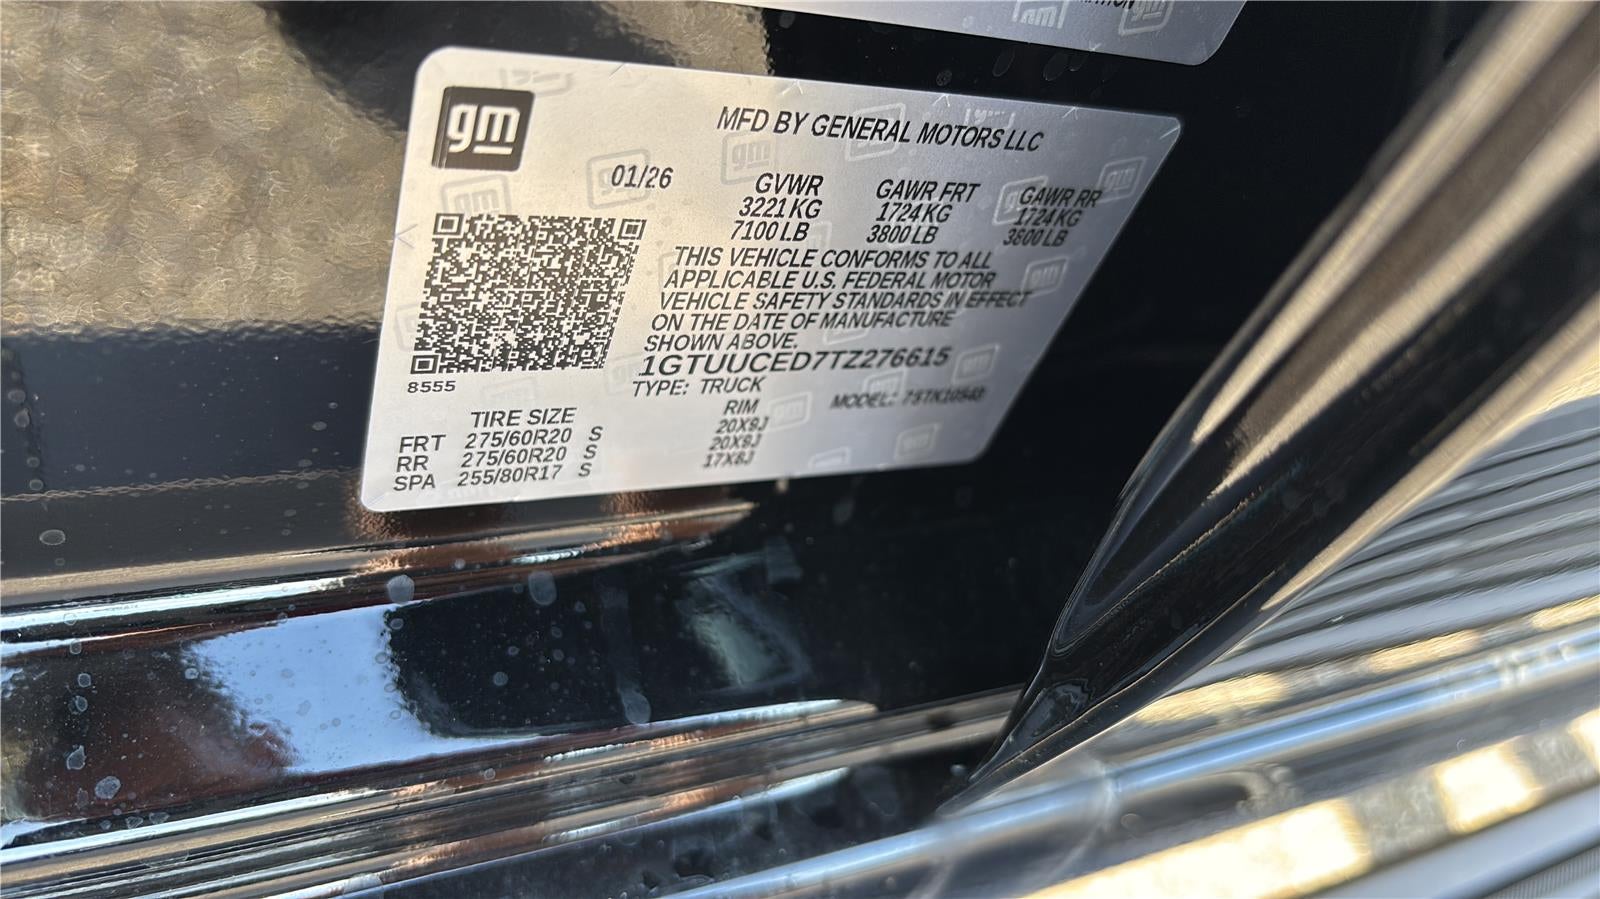 gm
MFD BY GENERAL MOTORS LLC
01/26
GVWR GAWR FRT GAWR RR
3221 KG 1724 KG 1724 KG
7100 LB 3800 LB 3800 LB
THIS VEHICLE CONFORMS TO ALL
APPLICABLE U.S. FEDERAL MOTOR
VEHICLE SAFETY STANDARDS IN EFFECT
ON THE DATE OF MANUFACTURE
SHOWN ABOVE.
1GTUUCED7TZ276615
8555
TYPE: TRUCK
MODEL:
TIRE SIZE RIM
FRT 275/60R20 S 20X9J
RR 275/60R20 S 20X9J
SPA 255/80R17 S 17X8J